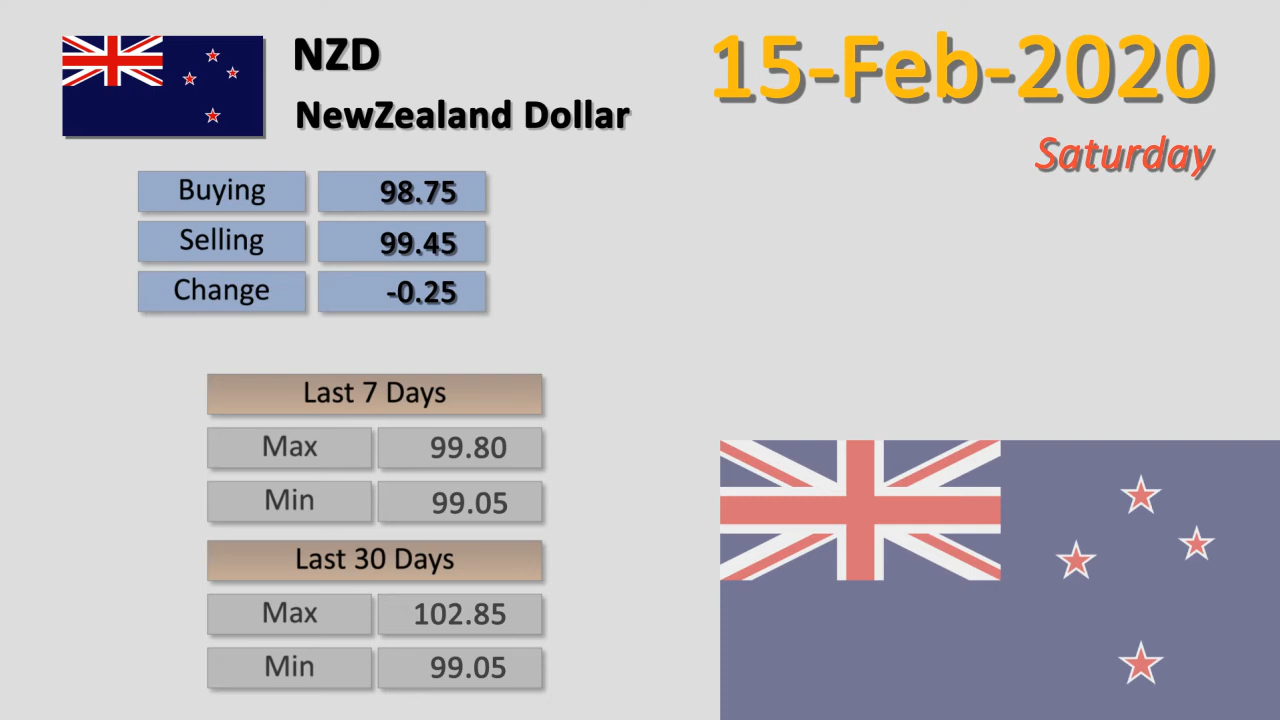 NZD
NewZealand Dollar
15-Feb-2020
Saturday
Buying 98.75
Selling 99.45
Change -0.25
Last 7 Days
Max 99.80
Min 99.05
Last 30 Days
Max 102.85
Min 99.05